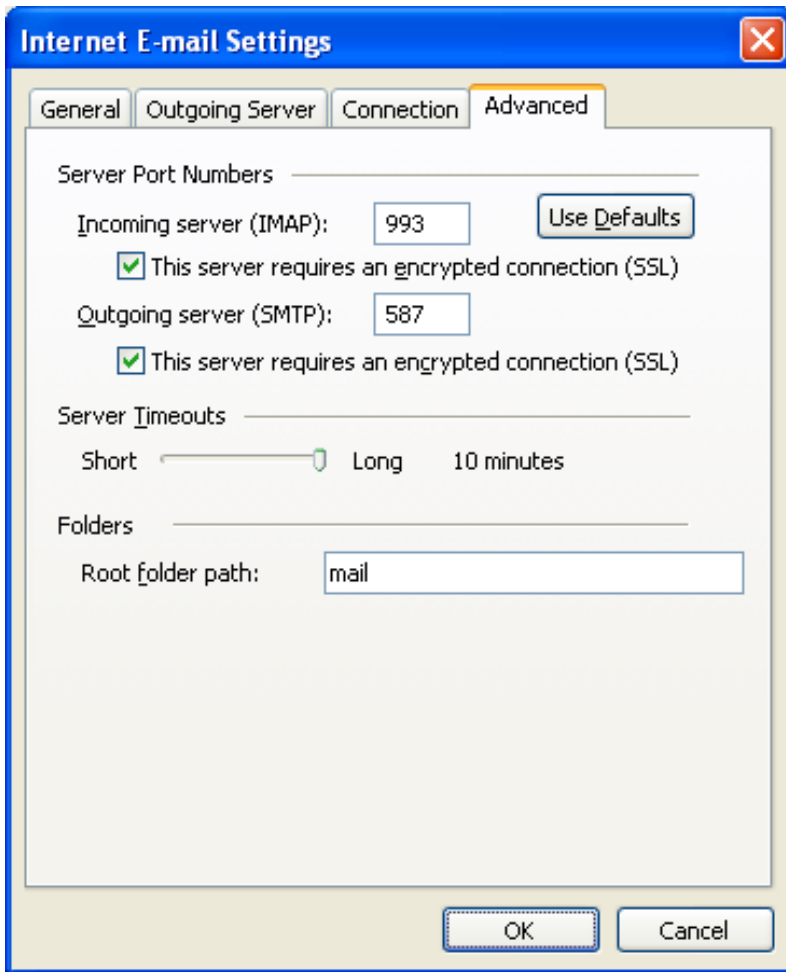 Internet E-mail Settings
General Outgoing Server Connection Advanced
Server Port Numbers
Incoming server (IMAP): 993 Use Defaults
This server requires an encrypted connection (SSL)
Outgoing server (SMTP): 587
This server requires an encrypted connection (SSL)
Server Timeouts
Short Long 10 minutes
Folders
Root folder path: mail
OK Cancel